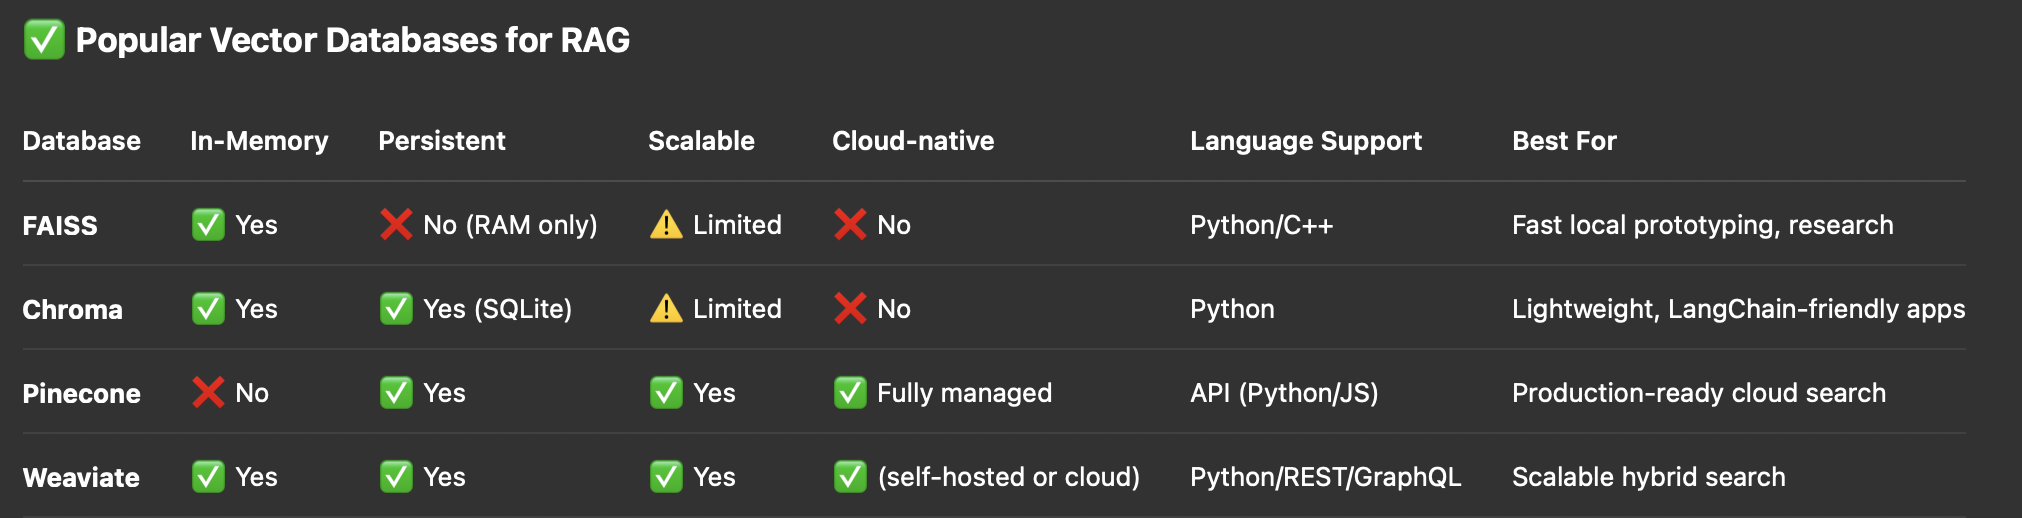 ✅ Popular Vector Databases for RAG
Database In-Memory Persistent Scalable Cloud-native Language Support Best For
FAISS ✅ Yes ❌ No (RAM only) ⚠️ Limited ❌ No Python/C++ Fast local prototyping, research
Chroma ✅ Yes ✅ Yes (SQLite) ⚠️ Limited ❌ No Python Lightweight, LangChain-friendly apps
Pinecone ❌ No ✅ Yes ✅ Yes ✅ Fully managed API (Python/JS) Production-ready cloud search
Weaviate ✅ Yes ✅ Yes ✅ Yes ✅ (self-hosted or cloud) Python/REST/GraphQL Scalable hybrid search